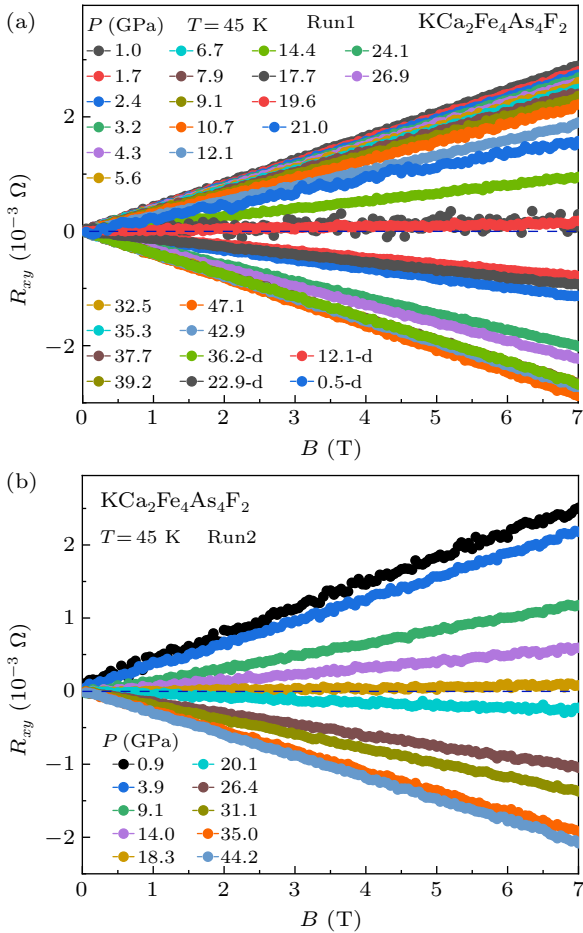 (a)
P (GPa) T = 45 K Run1 KCa₂Fe₄As₄F₂
1.0 6.7 14.4 24.1
1.7 7.9 17.7 26.9
2.4 9.1 19.6
3.2 10.7 21.0
4.3 12.1
5.6
2
0
−2
Rxy (10⁻³ Ω)
32.5 47.1
35.3 42.9
37.7 36.2-d 12.1-d
39.2 22.9-d 0.5-d
0 1 2 3 4 5 6 7
B (T)
(b)
KCa₂Fe₄As₄F₂
T = 45 K Run2
2
1
0
−1
−2
Rxy (10⁻³ Ω)
P (GPa)
0.9 20.1
3.9 26.4
9.1 31.1
14.0 35.0
18.3 44.2
0 1 2 3 4 5 6 7
B (T)